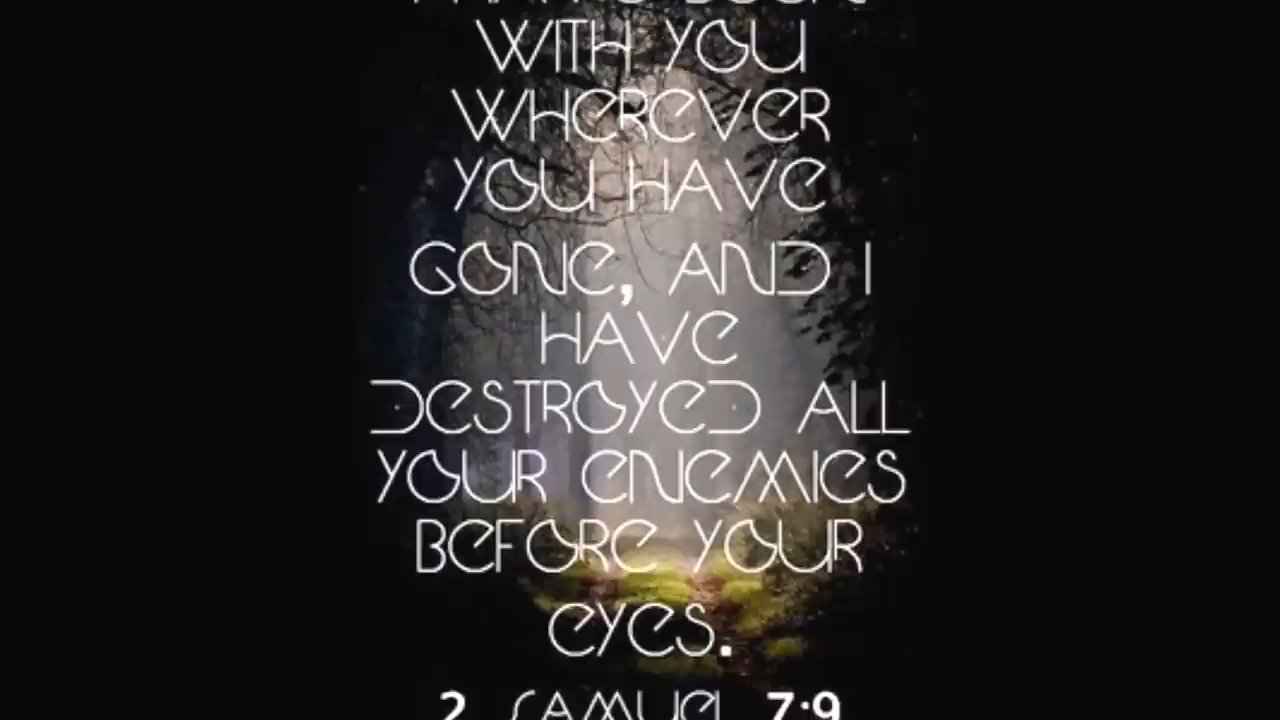 WITH YOU
WHEREVER
YOU HAVE
GONE, AND I
HAVE
DESTROYED ALL
YOUR ENEMIES
BEFORE YOUR
EYES.
2 SAMUEL 7:9